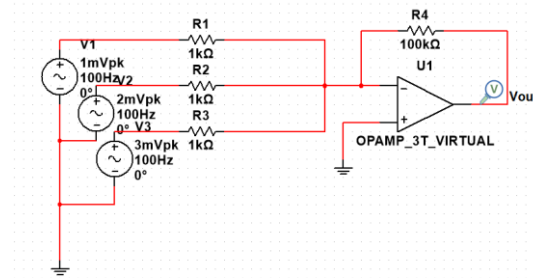 V1
1mVpk
100Hz
0°
V2
2mVpk
100Hz
0°
V3
3mVpk
100Hz
0°
R1
1kΩ
R2
1kΩ
R3
1kΩ
R4
100kΩ
U1
OPAMP_3T_VIRTUAL
V
Vou